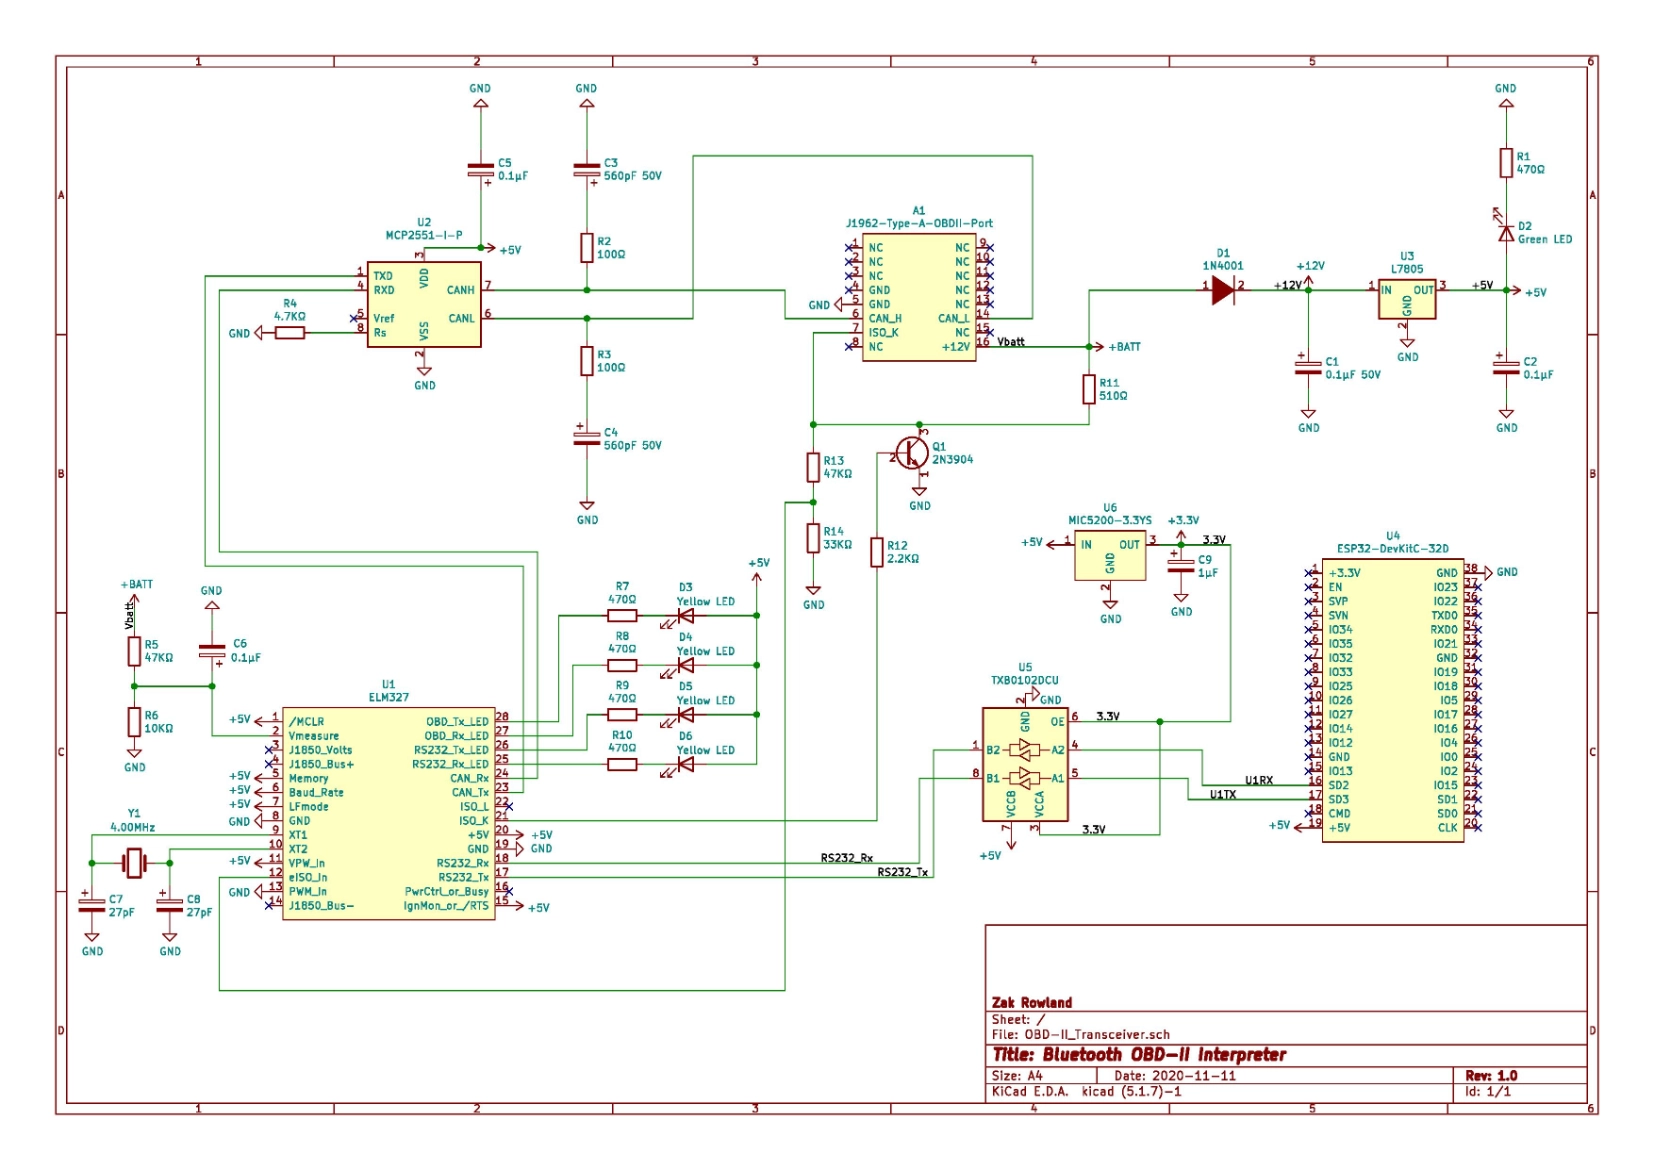 1 2 3 4 5 6
A
B
C
D
GND
C5
0.1µF
+5V
GND
C3
560pF 50V
R2
100Ω
U2
MCP2551-I-P
1 TXD
4 RXD
5 Vref
8 Rs
3 VDD
VSS 2
CANH 7
CANL 6
GND
R4
4.7KΩ
GND
R3
100Ω
C4
560pF 50V
GND
A1
J1962-Type-A-OBDII-Port
1 NC NC 9
2 NC NC 10
3 NC NC 11
4 GND NC 12
GND 5 GND NC 13
6 CAN_H CAN_L 14
7 ISO_K NC 15
8 NC +12V 16
Vbatt
+BATT
R11
510Ω
D1
1N4001
1 2
+12V
+12V
U3
L7805
1 IN OUT 3
GND
2
GND
+5V
+5V
GND
R1
470Ω
D2
Green LED
C1
0.1µF 50V
GND
C2
0.1µF
GND
R13
47KΩ
R14
33KΩ
GND
Q1
2N3904
3
2
1
GND
R12
2.2KΩ
U6
MIC5200-3.3YS
+5V
1 IN OUT 3
GND
2
GND
+3.3V
3.3V
C9
1µF
GND
U4
ESP32-DevKitC-32D
1 +3.3V GND 38 GND
2 EN IO23 37
3 SVP IO22 36
4 SVN TXD0 35
5 IO34 RXD0 34
6 IO35 IO21 33
7 IO32 GND 32
8 IO33 IO19 31
9 IO25 IO18 30
10 IO26 IO5 29
11 IO27 IO17 28
12 IO14 IO16 27
13 IO12 IO4 26
14 GND IO0 25
15 IO13 IO2 24
16 SD2 IO15 23
17 SD3 SD1 22
18 CMD SD0 21
+5V 19 +5V CLK 20
U1RX
U1TX
U5
TXB0102DCU
2 GND
GND
OE 6 3.3V
1 B2 A2 4
8 B1 A1 5
VCCB VCCA
7 3
3.3V
+5V
+5V
R7
470Ω
D3
Yellow LED
R8
470Ω
D4
Yellow LED
R9
470Ω
D5
Yellow LED
R10
470Ω
D6
Yellow LED
+BATT
Vbatt
R5
47KΩ
R6
10KΩ
GND
GND
C6
0.1µF
U1
ELM327
+5V 1 /MCLR OBD_Tx_LED 28
2 Vmeasure OBD_Rx_LED 27
3 J1850_Volts RS232_Tx_LED 26
4 J1850_Bus+ RS232_Rx_LED 25
+5V 5 Memory CAN_Rx 24
+5V 6 Baud_Rate CAN_Tx 23
+5V 7 LFmode ISO_L 22
GND 8 GND ISO_K 21
9 XT1 +5V 20 +5V
10 XT2 GND 19 GND
+5V 11 VPW_In RS232_Rx 18
12 eISO_In RS232_Tx 17
GND 13 PWM_In PwrCtrl_or_Busy 16
14 J1850_Bus- IgnMon_or_/RTS 15 +5V
RS232_Rx
RS232_Tx
Y1
4.00MHz
C7
27pF
GND
C8
27pF
GND
Zak Rowland
Sheet: /
File: OBD-II_Transceiver.sch
Title: Bluetooth OBD-II Interpreter
Size: A4 Date: 2020-11-11 Rev: 1.0
KiCad E.D.A. kicad (5.1.7)-1 Id: 1/1
A
B
C
D
1 2 3 4 5 6